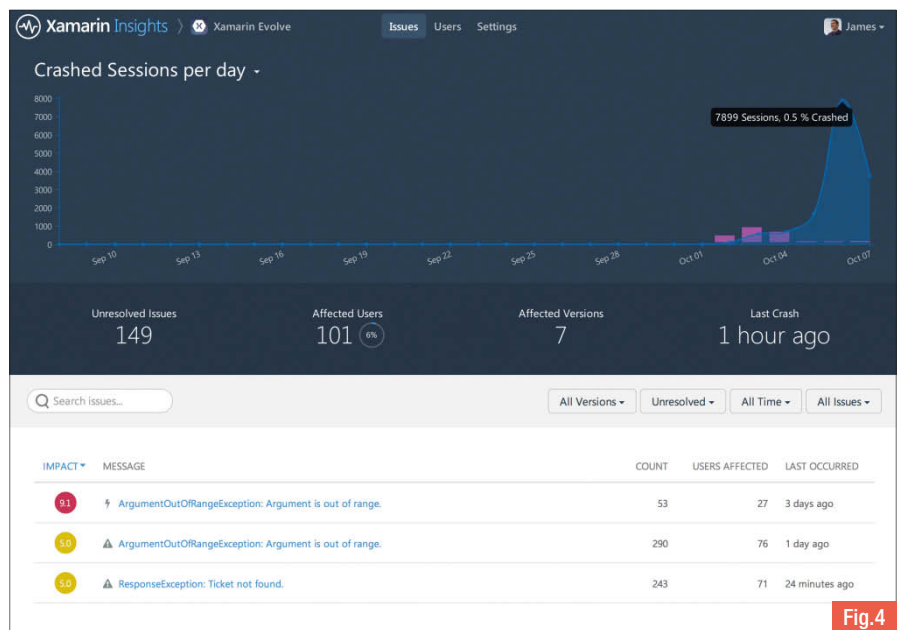 Xamarin Insights Xamarin Evolve Issues Users Settings James
Crashed Sessions per day
8000
7000
6000
5000
4000
3000
2000
1000
0
7899 Sessions, 0.5 % Crashed
Sep 10 Sep 13 Sep 16 Sep 19 Sep 22 Sep 25 Sep 28 Oct 01 Oct 04 Oct 07
Unresolved Issues Affected Users Affected Versions Last Crash
149 101 6% 7 1 hour ago
Search issues... All Versions Unresolved All Time All Issues
IMPACT MESSAGE COUNT USERS AFFECTED LAST OCCURRED
9.1 ArgumentOutOfRangeException: Argument is out of range. 53 27 3 days ago
5.0 ArgumentOutOfRangeException: Argument is out of range. 290 76 1 day ago
5.0 ResponseException: Ticket not found. 243 71 24 minutes ago
Fig.4